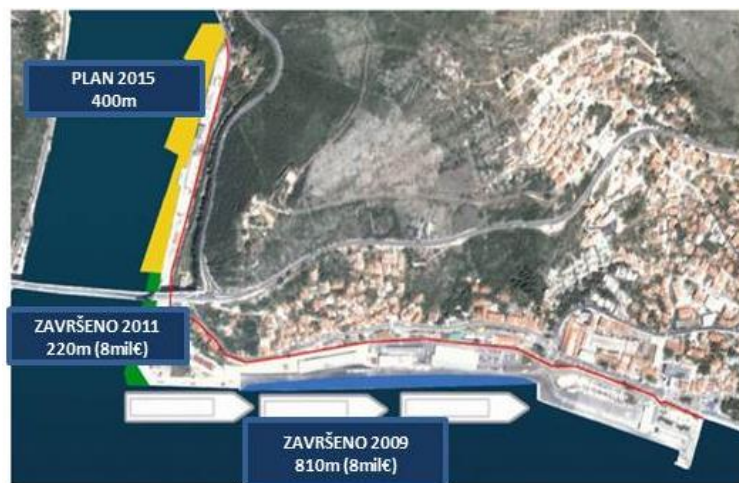 PLAN 2015
400m
ZAVRŠENO 2011
220m (8mil€)
ZAVRŠENO 2009
810m (8mil€)